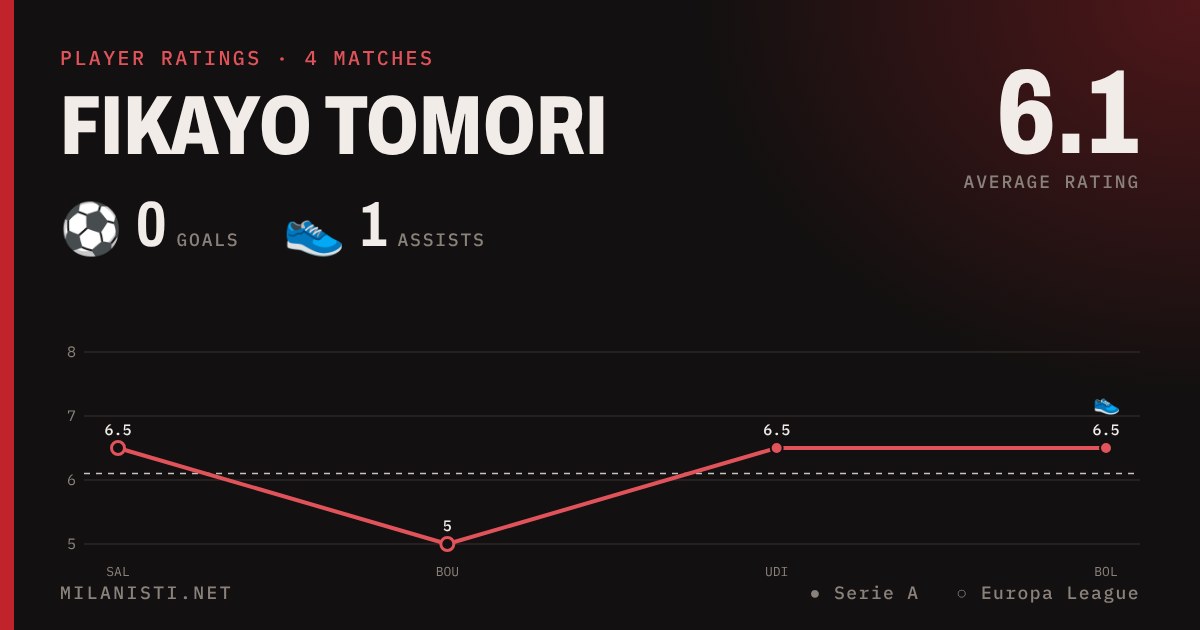 PLAYER RATINGS · 4 MATCHES
FIKAYO TOMORI
6.1
AVERAGE RATING
0 GOALS 1 ASSISTS
8
7
6.5 6.5 6.5
6
5
5
SAL BOU UDI BOL
MILANISTI.NET
Serie A Europa League